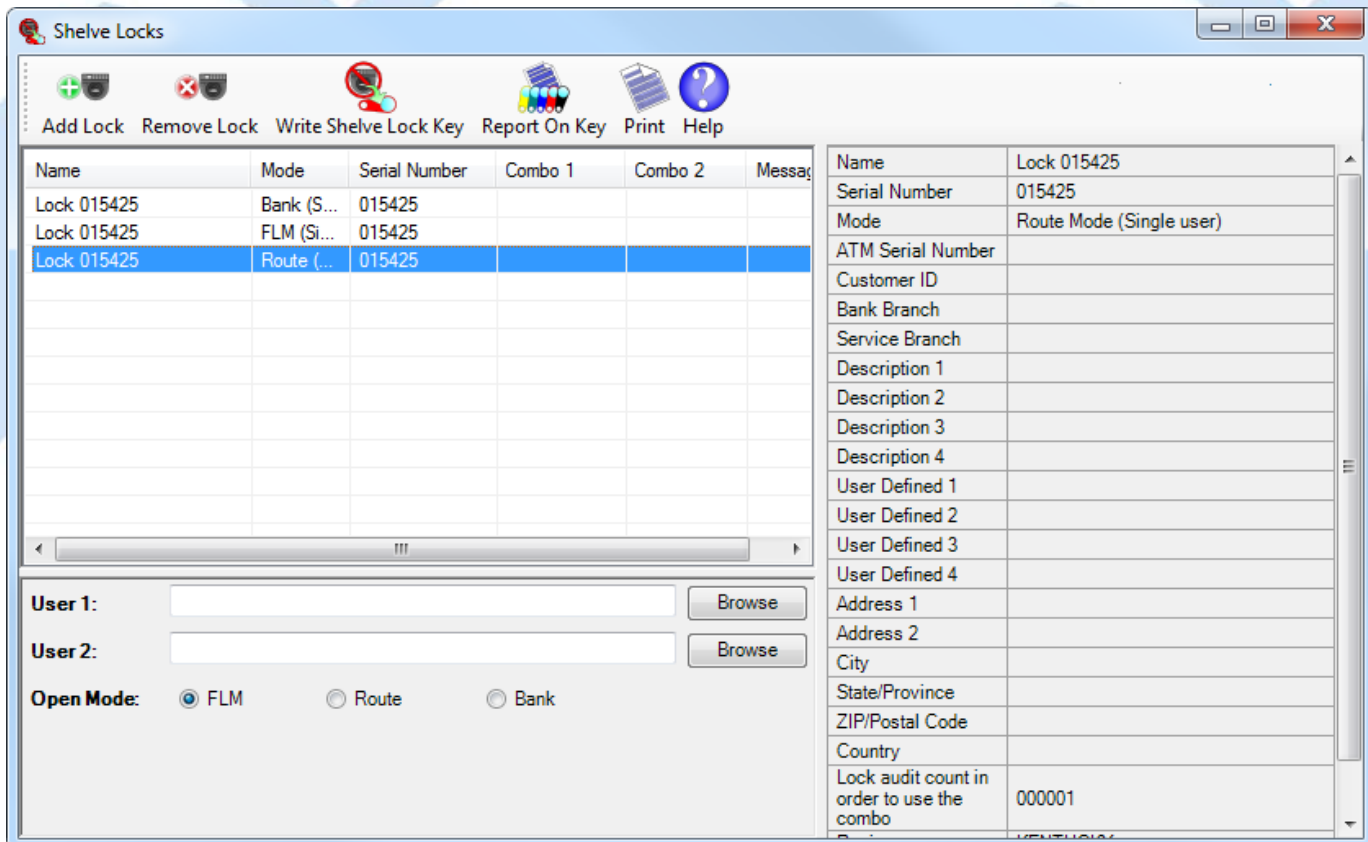 Shelve Locks
Add Lock Remove Lock Write Shelve Lock Key Report On Key Print Help
Name Mode Serial Number Combo 1 Combo 2 Messag
Lock 015425 Bank (S... 015425
Lock 015425 FLM (Si... 015425
Lock 015425 Route (... 015425
User 1: Browse
User 2: Browse
Open Mode: FLM Route Bank
Name Lock 015425
Serial Number 015425
Mode Route Mode (Single user)
ATM Serial Number
Customer ID
Bank Branch
Service Branch
Description 1
Description 2
Description 3
Description 4
User Defined 1
User Defined 2
User Defined 3
User Defined 4
Address 1
Address 2
City
State/Province
ZIP/Postal Code
Country
Lock audit count in
order to use the 000001
combo